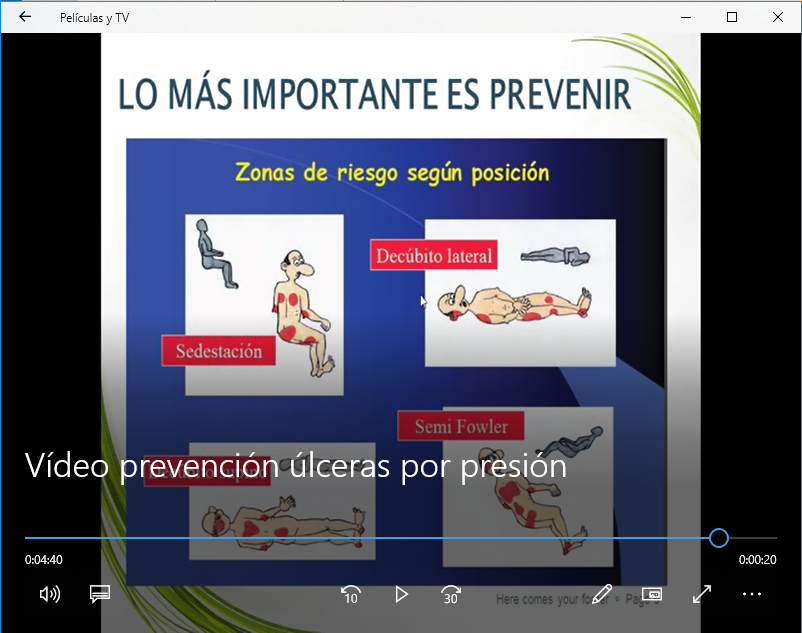 Películas y TV
LO MÁS IMPORTANTE ES PREVENIR
Zonas de riesgo según posición
Decúbito lateral
Sedestación
Semi Fowler
Vídeo prevención úlceras por presión
0:04:40
0:00:20
10
30
Here comes your footer Page